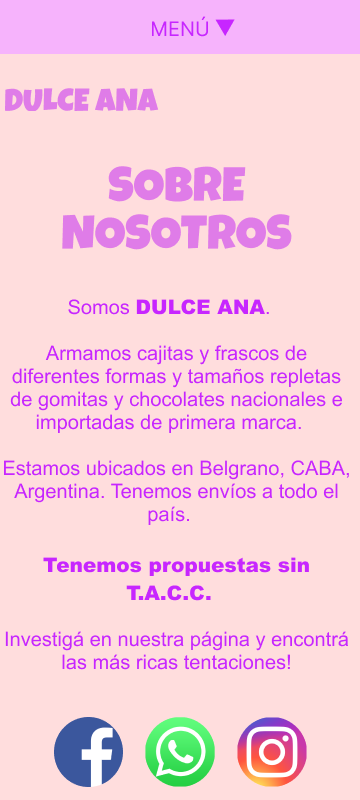 MENÚ ▼
DULCE ANA
SOBRE
NOSOTROS
Somos DULCE ANA.
Armamos cajitas y frascos de
diferentes formas y tamaños repletas
de gomitas y chocolates nacionales e
importadas de primera marca.
Estamos ubicados en Belgrano, CABA,
Argentina. Tenemos envíos a todo el
país.
Tenemos propuestas sin
T.A.C.C.
Investigá en nuestra página y encontrá
las más ricas tentaciones!